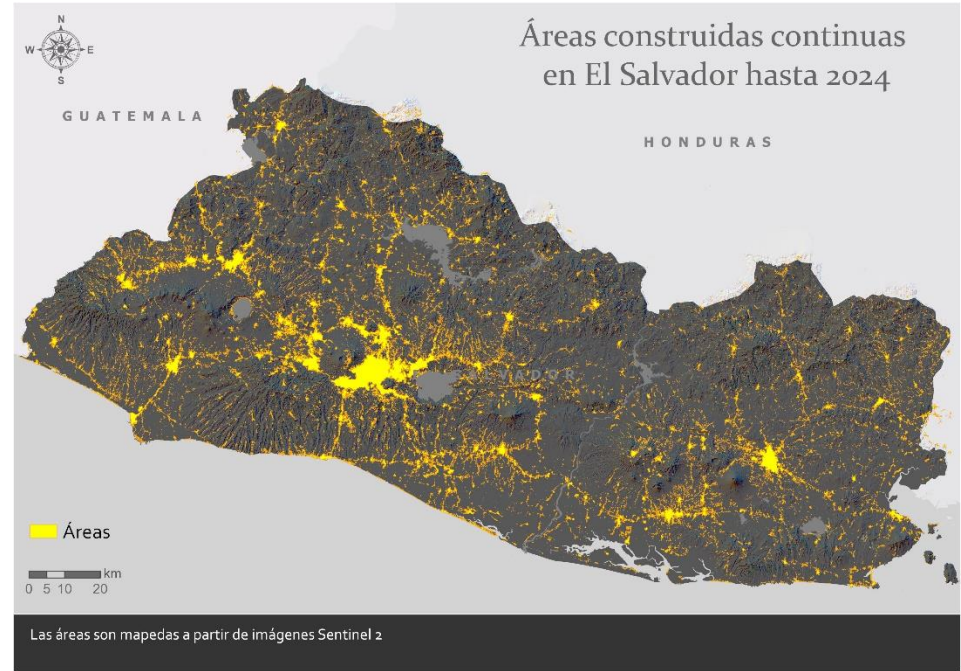 Áreas construidas continuas
en El Salvador hasta 2024
N
W
E
S
GUATEMALA
HONDURAS
VADOR
Áreas
km
0 5 10 20
Las áreas son mapedas a partir de imágenes Sentinel 2